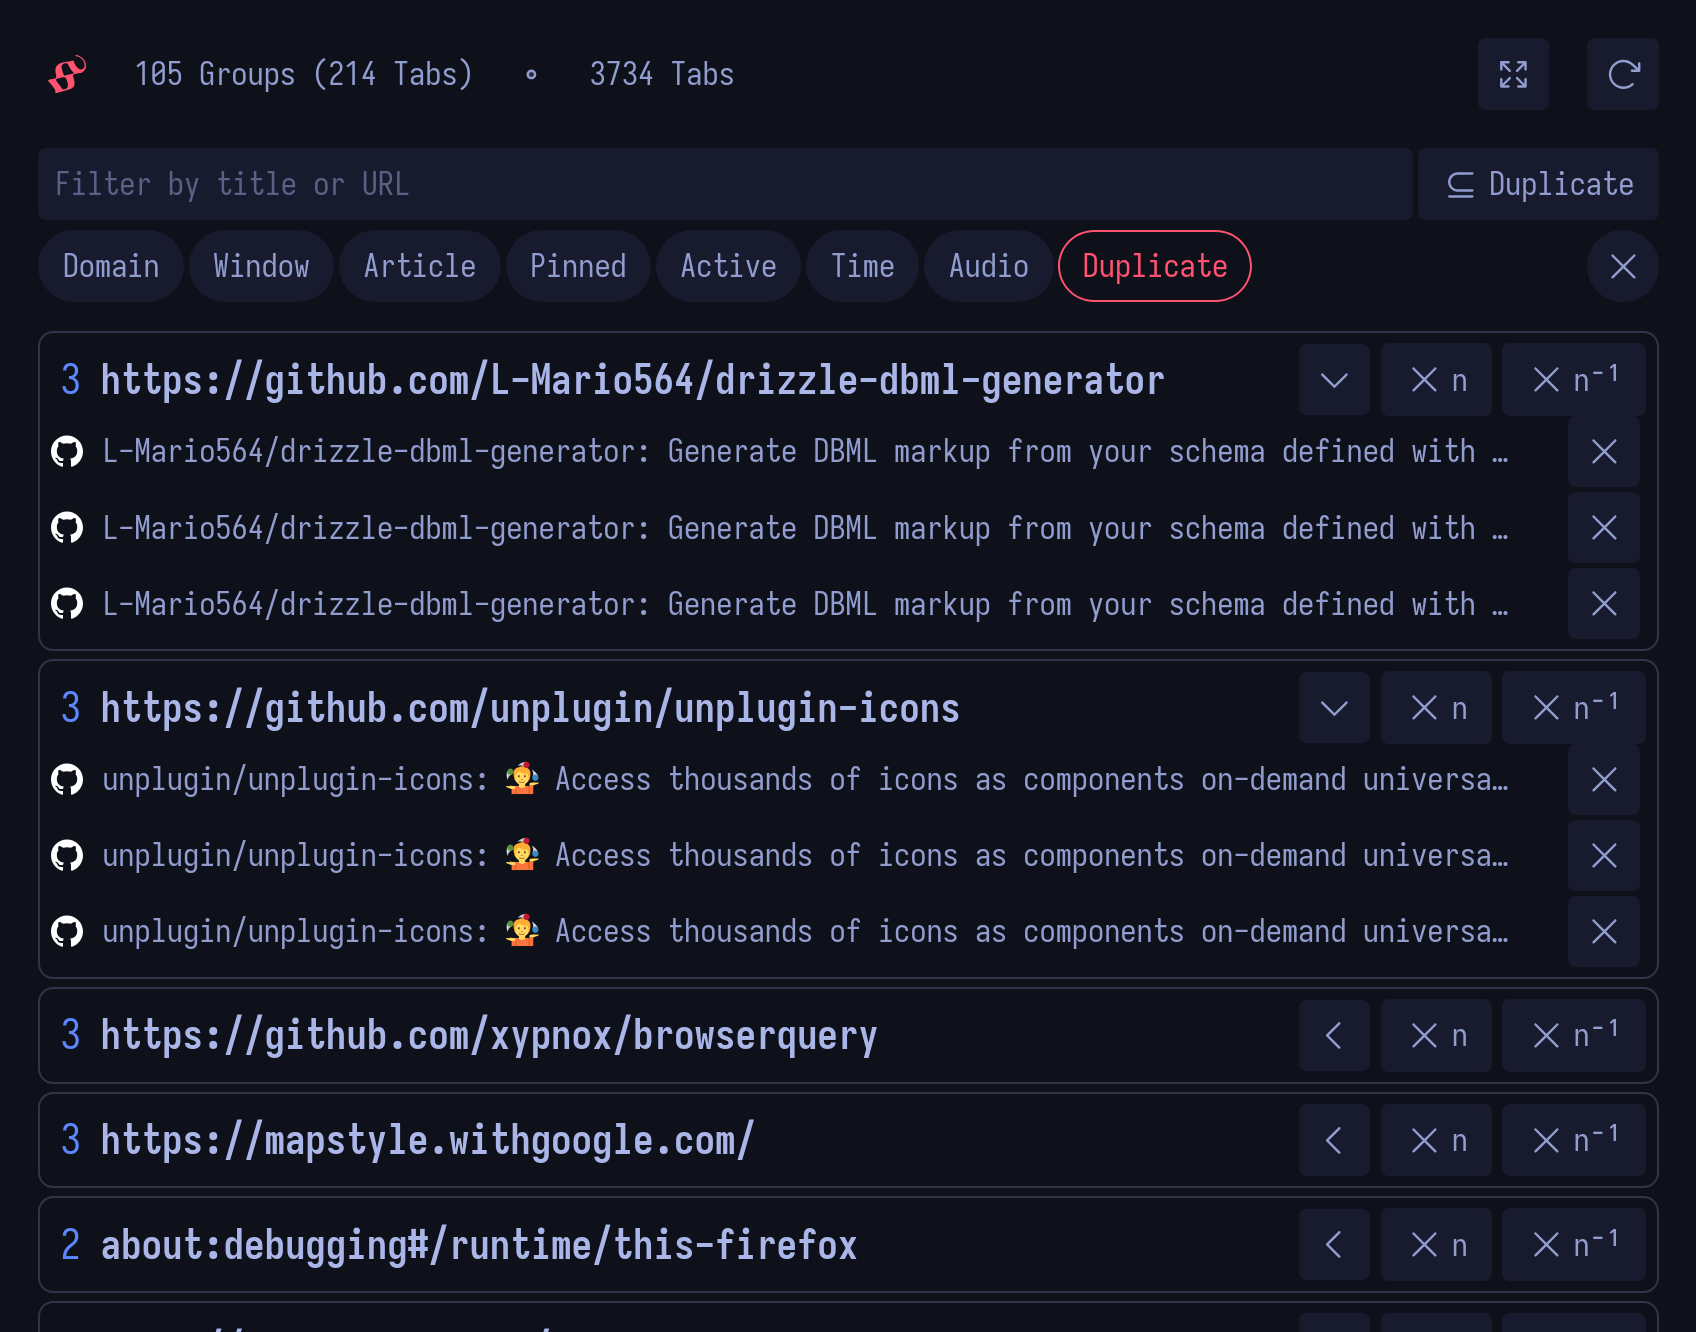 105 Groups (214 Tabs) ∘ 3734 Tabs
Filter by title or URL ⊆ Duplicate
Domain Window Article Pinned Active Time Audio Duplicate
3 https://github.com/L-Mario564/drizzle-dbml-generator × n × n⁻¹
L-Mario564/drizzle-dbml-generator: Generate DBML markup from your schema defined with …
L-Mario564/drizzle-dbml-generator: Generate DBML markup from your schema defined with …
L-Mario564/drizzle-dbml-generator: Generate DBML markup from your schema defined with …
3 https://github.com/unplugin/unplugin-icons × n × n⁻¹
unplugin/unplugin-icons: 🤹 Access thousands of icons as components on-demand universa…
unplugin/unplugin-icons: 🤹 Access thousands of icons as components on-demand universa…
unplugin/unplugin-icons: 🤹 Access thousands of icons as components on-demand universa…
3 https://github.com/xypnox/browserquery × n × n⁻¹
3 https://mapstyle.withgoogle.com/ × n × n⁻¹
2 about:debugging#/runtime/this-firefox × n × n⁻¹